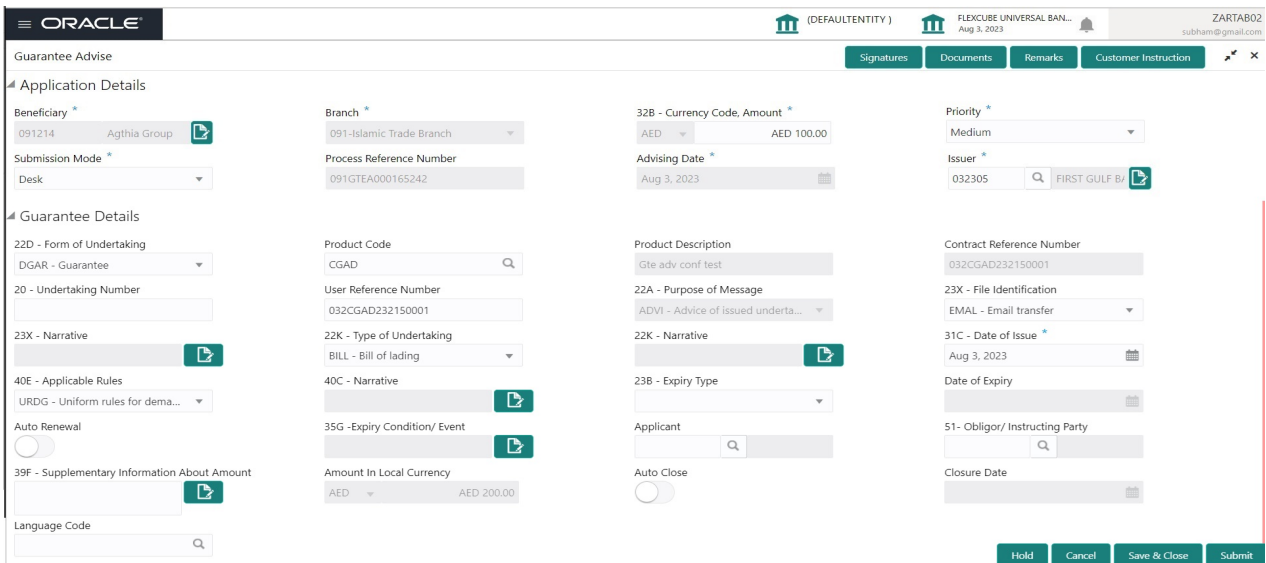 ORACLE
(DEFAULTENTITY )
FLEXCUBE UNIVERSAL BAN...
Aug 3, 2023
ZARTAB02
subham@gmail.com
Guarantee Advise
Signatures
Documents
Remarks
Customer Instruction
Application Details
Beneficiary *
Branch *
32B - Currency Code, Amount *
Priority *
091214 Agthia Group
091-Islamic Trade Branch
AED AED 100.00
Medium
Submission Mode *
Process Reference Number
Advising Date *
Issuer *
Desk
091GTEA000165242
Aug 3, 2023
032305 FIRST GULF BA
Guarantee Details
22D - Form of Undertaking
Product Code
Product Description
Contract Reference Number
DGAR - Guarantee
CGAD
Gte adv conf test
032CGAD232150001
20 - Undertaking Number
User Reference Number
22A - Purpose of Message
23X - File Identification
032CGAD232150001
ADVI - Advice of issued underta...
EMAL - Email transfer
23X - Narrative
22K - Type of Undertaking
22K - Narrative
31C - Date of Issue *
BILL - Bill of lading
Aug 3, 2023
40E - Applicable Rules
40C - Narrative
23B - Expiry Type
Date of Expiry
URDG - Uniform rules for dema...
Auto Renewal
35G -Expiry Condition/ Event
Applicant
51- Obligor/ Instructing Party
39F - Supplementary Information About Amount
Amount In Local Currency
Auto Close
Closure Date
AED AED 200.00
Language Code
Hold
Cancel
Save & Close
Submit